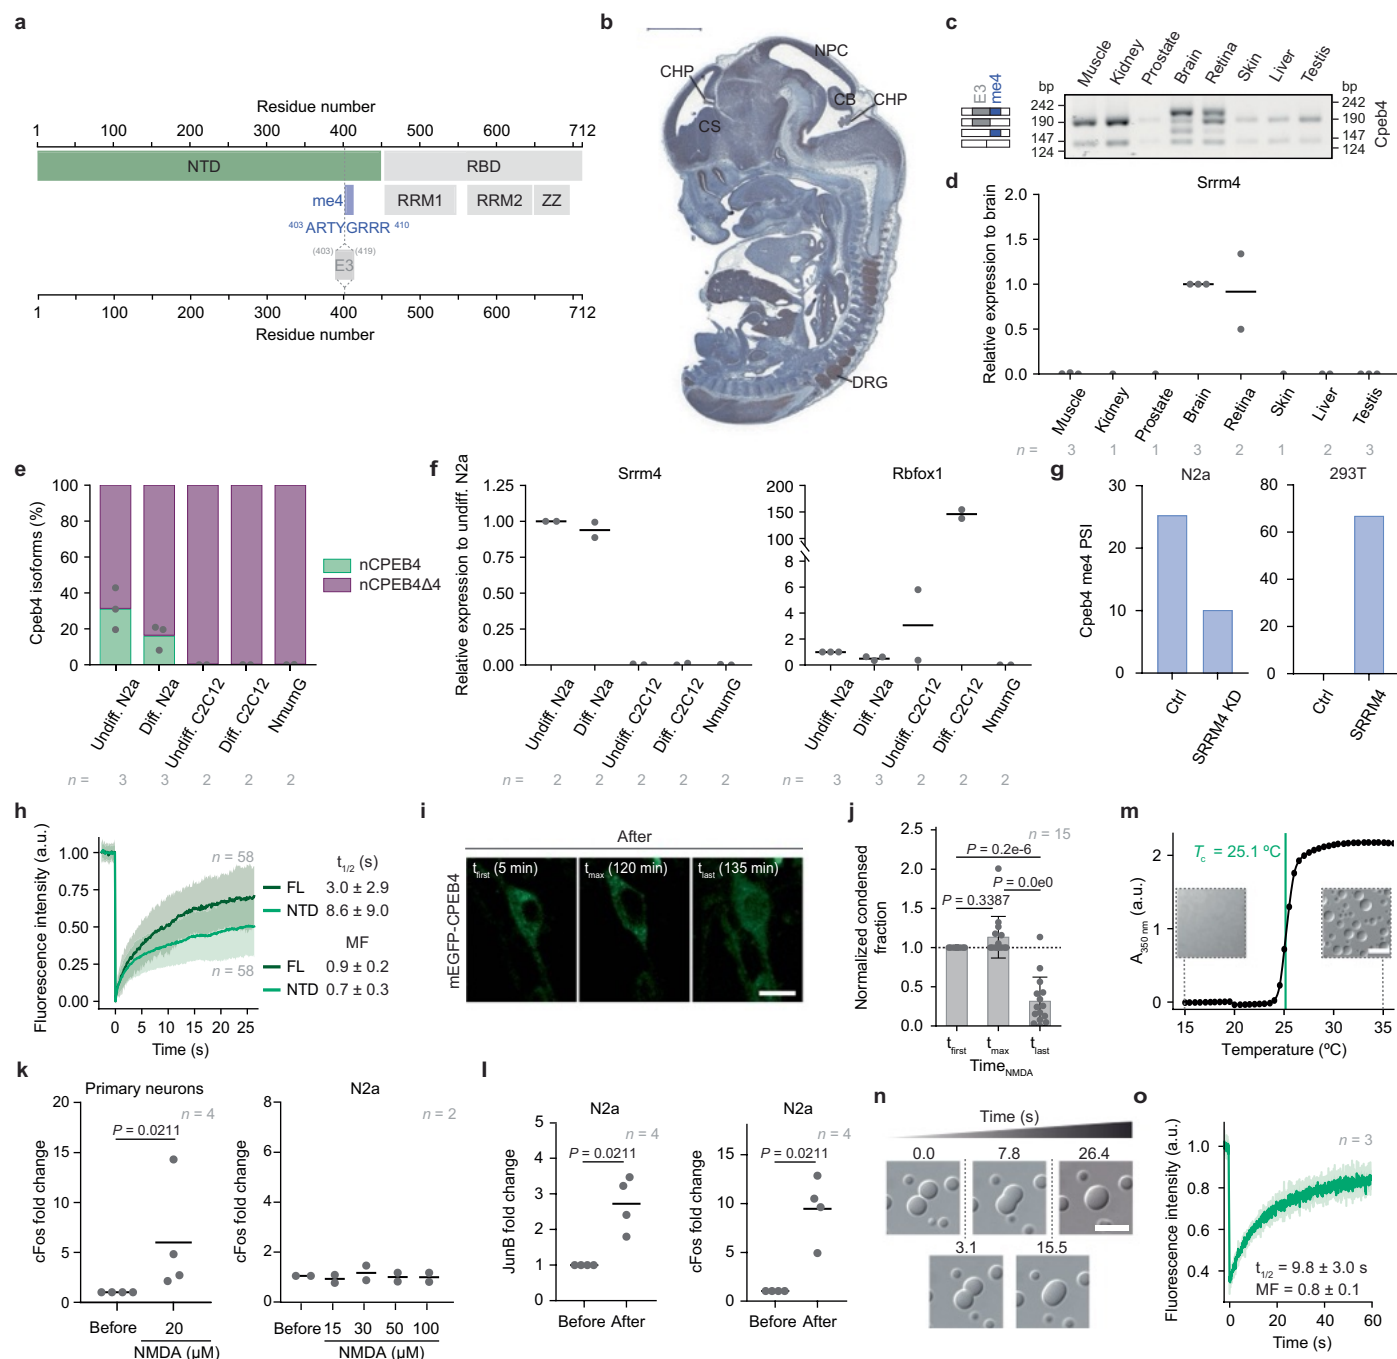 a
Residue number
1 100 200 300 400 500 600 712
NTD RBD
me4 RRM1 RRM2 ZZ
403 ARTYGRRR 410
(403) (419)
E3
1 100 200 300 400 500 600 712
Residue number
b
NPC
CHP
CB CHP
CS
DRG
c
Muscle Kidney Prostate Brain Retina Skin Liver Testis
E3 me4
bp bp
242 242
190 190
147 147
124 124
Cpeb4
d
Srrm4
Relative expression to brain
2.0
1.5
1.0
0.5
0.0
Muscle Kidney Prostate Brain Retina Skin Liver Testis
n = 3 1 1 3 2 1 2 3
e
Cpeb4 isoforms (%)
100
80
60
40
20
0
Undiff. N2a Diff. N2a Undiff. C2C12 Diff. C2C12 NmumG
n = 3 3 2 2 2
nCPEB4
nCPEB4Δ4
f
Relative expression to undiff. N2a
Srrm4
1.25
1.00
0.75
0.50
0.25
0.00
Undiff. N2a Diff. N2a Undiff. C2C12 Diff. C2C12 NmumG
n = 2 2 2 2 2
Rbfox1
200
150
100
8
6
4
2
0
Undiff. N2a Diff. N2a Undiff. C2C12 Diff. C2C12 NmumG
n = 3 3 2 2 2
g
Cpeb4 me4 PSI
N2a
30
20
10
0
Ctrl SRRM4 KD
293T
80
60
40
20
0
Ctrl SRRM4
h
Fluorescence intensity (a.u.)
1.00
0.75
0.50
0.25
0.00
0 5 10 15 20 25
Time (s)
n = 58
n = 58
t1/2 (s)
FL 3.0 ± 2.9
NTD 8.6 ± 9.0
MF
FL 0.9 ± 0.2
NTD 0.7 ± 0.3
i
After
mEGFP-CPEB4
tfirst (5 min) tmax (120 min) tlast (135 min)
j
Normalized condensed
fraction
2.5
2.0
1.5
1.0
0.5
0.0
n = 15
P = 0.2e-6
P = 0.0e0
P = 0.3387
tfirst tmax tlast
TimeNMDA
m
A350 nm (a.u.)
2
1
0
Tc = 25.1 ºC
15 20 25 30 35
Temperature (ºC)
k
Primary neurons
cFos fold change
20
15
10
5
0
n = 4
P = 0.0211
Before 20
NMDA (µM)
N2a
cFos fold change
8
6
4
2
0
n = 2
Before 15 30 50 100
NMDA (µM)
l
N2a
JunB fold change
5
4
3
2
1
0
n = 4
P = 0.0211
Before After
N2a
cFos fold change
15
10
5
0
n = 4
P = 0.0211
Before After
n
Time (s)
0.0 7.8 26.4
3.1 15.5
o
Fluorescence intensity (a.u.)
1.0
0.8
0.6
0.4
n = 3
t1/2 = 9.8 ± 3.0 s
MF = 0.8 ± 0.1
0 20 40 60
Time (s)